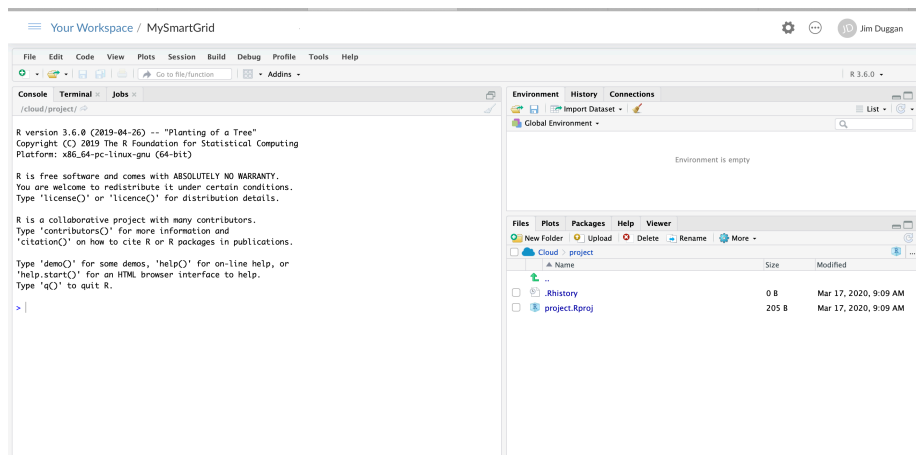 Your Workspace / MySmartGrid
JD Jim Duggan
File Edit Code View Plots Session Build Debug Profile Tools Help
Go to file/function Addins R 3.6.0
Console Terminal × Jobs ×
/cloud/project/
R version 3.6.0 (2019-04-26) -- "Planting of a Tree"
Copyright (C) 2019 The R Foundation for Statistical Computing
Platform: x86_64-pc-linux-gnu (64-bit)
R is free software and comes with ABSOLUTELY NO WARRANTY.
You are welcome to redistribute it under certain conditions.
Type 'license()' or 'licence()' for distribution details.
R is a collaborative project with many contributors.
Type 'contributors()' for more information and
'citation()' on how to cite R or R packages in publications.
Type 'demo()' for some demos, 'help()' for on-line help, or
'help.start()' for an HTML browser interface to help.
Type 'q()' to quit R.
>
Environment History Connections
Import Dataset List
Global Environment
Environment is empty
Files Plots Packages Help Viewer
New Folder Upload Delete Rename More
Cloud project ...
Name Size Modified
..
.Rhistory 0 B Mar 17, 2020, 9:09 AM
project.Rproj 205 B Mar 17, 2020, 9:09 AM